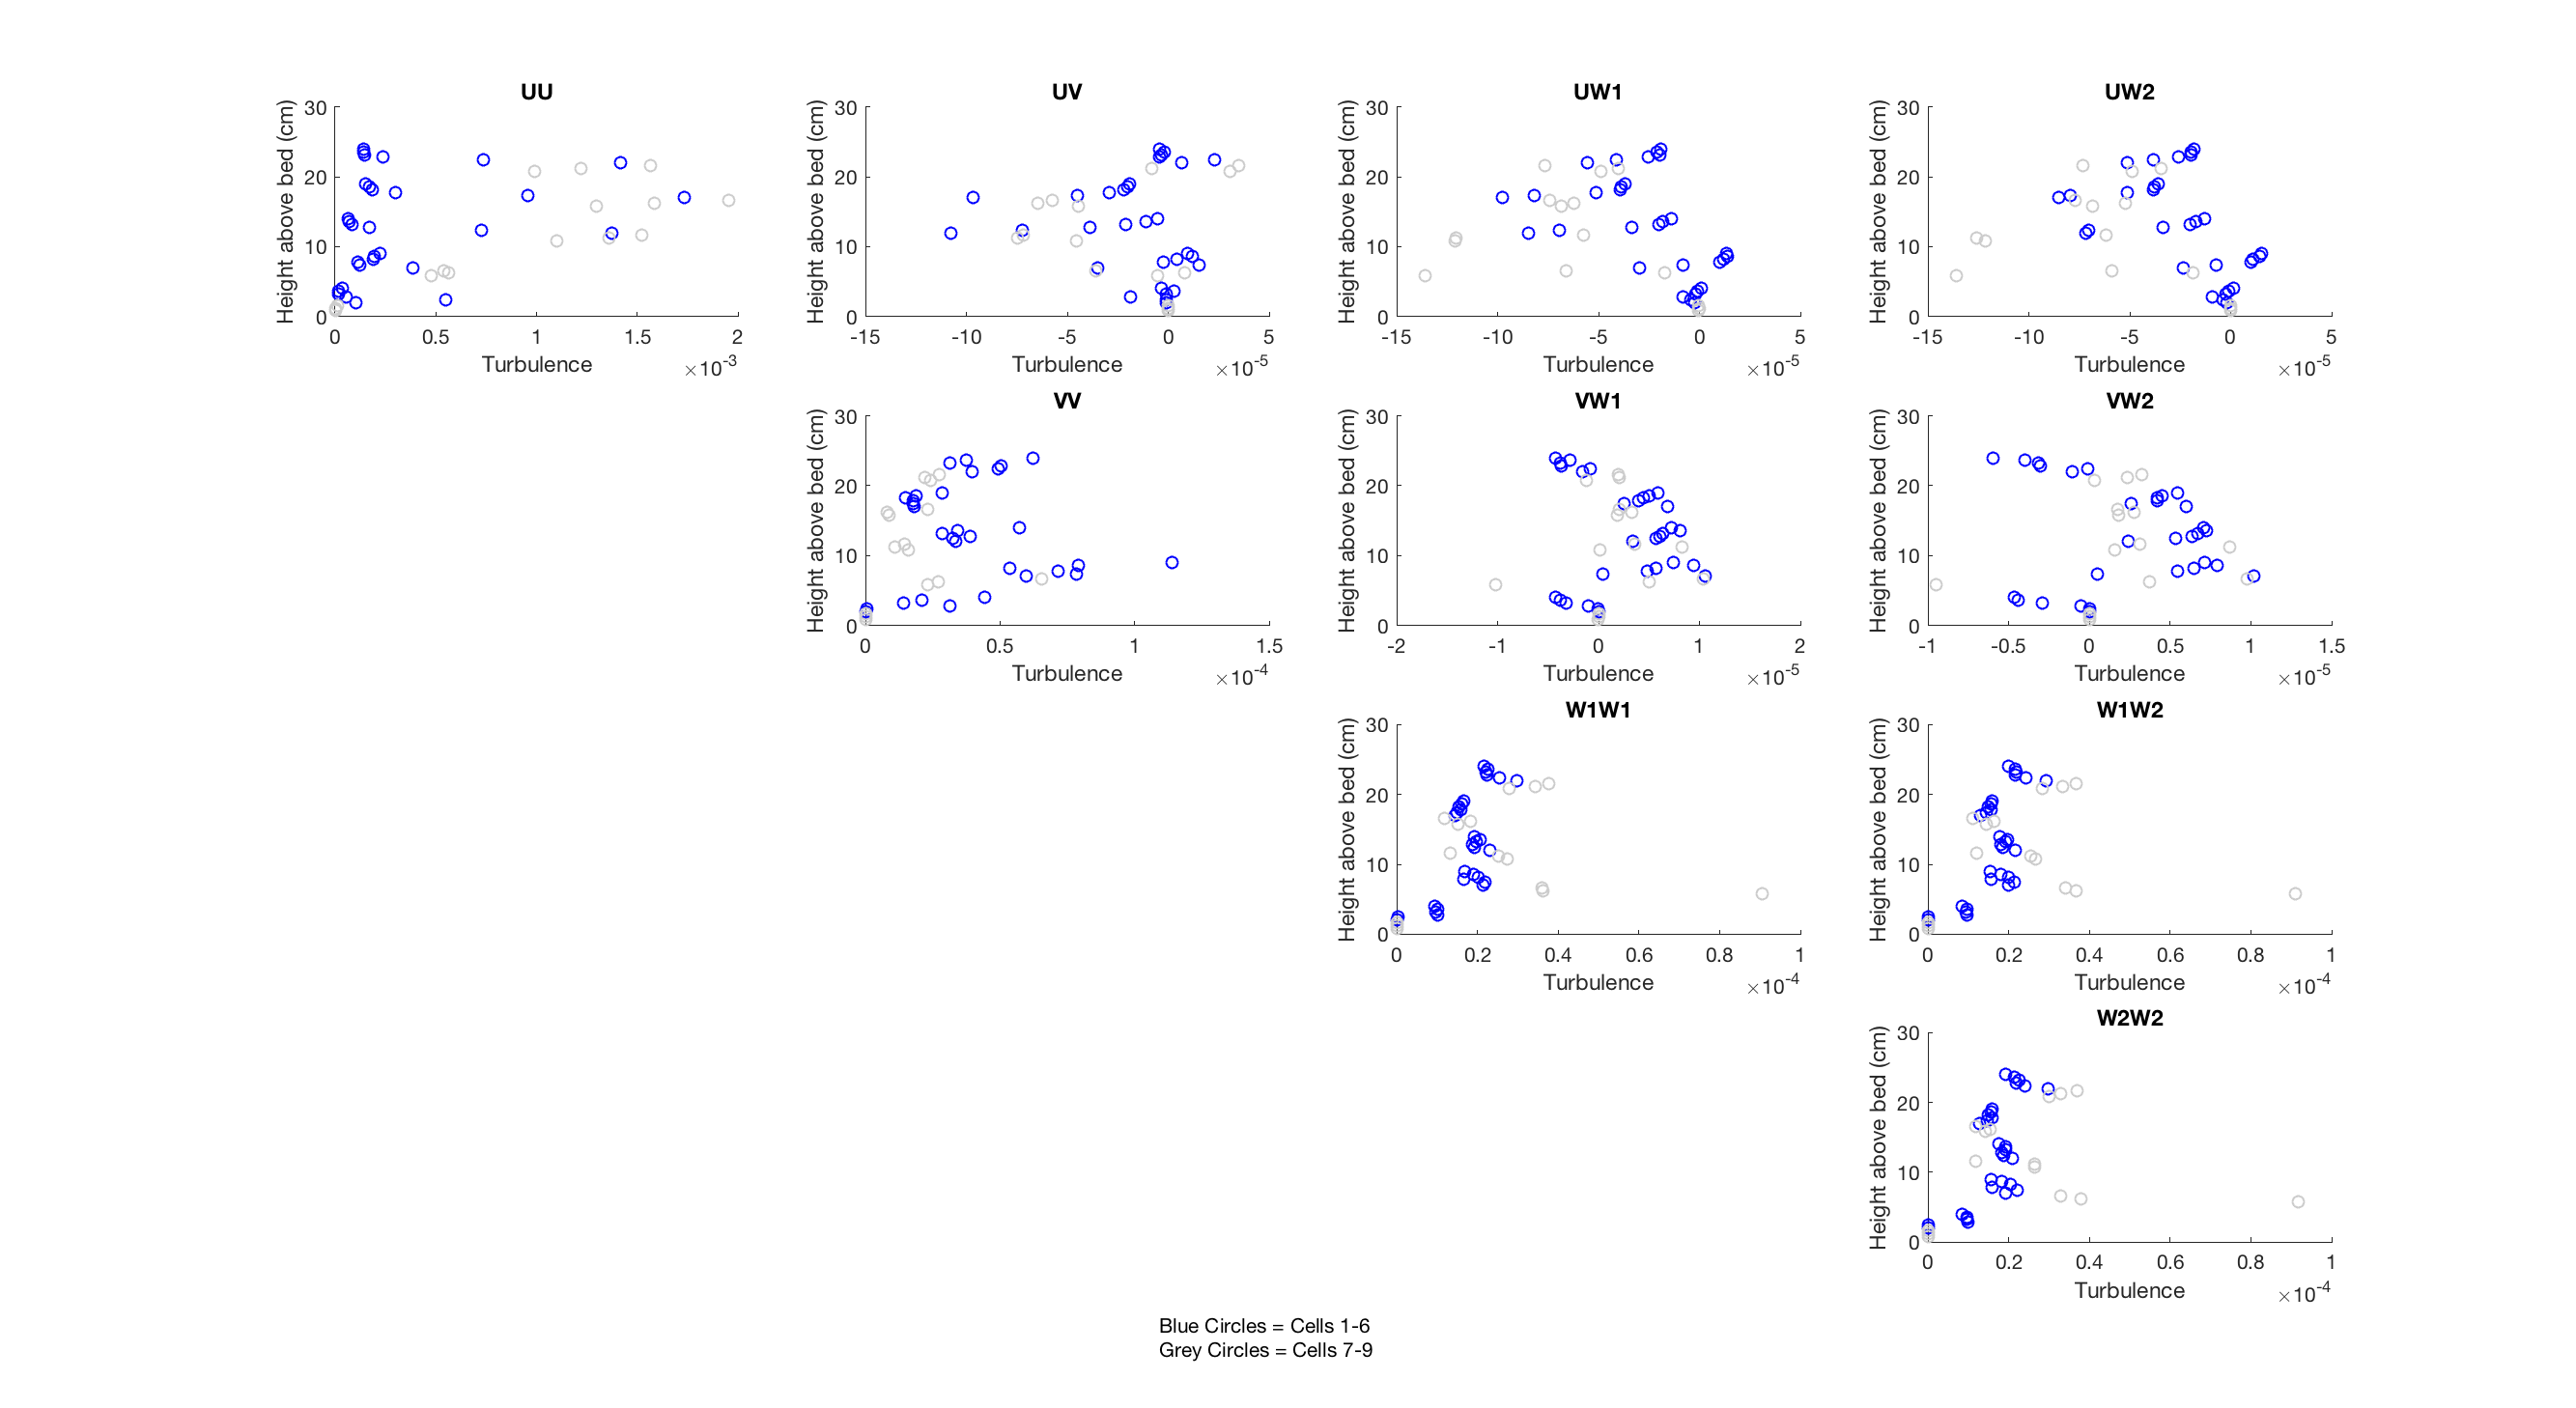 UU
Height above bed (cm)
30
20
10
0
0 0.5 1 1.5 2
Turbulence
×10-3
UV
Height above bed (cm)
30
20
10
0
-15 -10 -5 0 5
Turbulence
×10-5
UW1
Height above bed (cm)
30
20
10
0
-15 -10 -5 0 5
Turbulence
×10-5
UW2
Height above bed (cm)
30
20
10
0
-15 -10 -5 0 5
Turbulence
×10-5
VV
Height above bed (cm)
30
20
10
0
0 0.5 1 1.5
Turbulence
×10-4
VW1
Height above bed (cm)
30
20
10
0
-2 -1 0 1 2
Turbulence
×10-5
VW2
Height above bed (cm)
30
20
10
0
-1 -0.5 0 0.5 1 1.5
Turbulence
×10-5
W1W1
Height above bed (cm)
30
20
10
0
0 0.2 0.4 0.6 0.8 1
Turbulence
×10-4
W1W2
Height above bed (cm)
30
20
10
0
0 0.2 0.4 0.6 0.8 1
Turbulence
×10-4
W2W2
Height above bed (cm)
30
20
10
0
0 0.2 0.4 0.6 0.8 1
Turbulence
×10-4
Blue Circles = Cells 1-6
Grey Circles = Cells 7-9